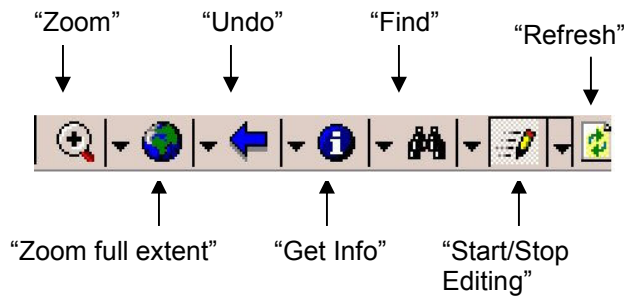 “Zoom” “Undo” “Find” “Refresh”
“Zoom full extent” “Get Info” “Start/Stop
Editing”